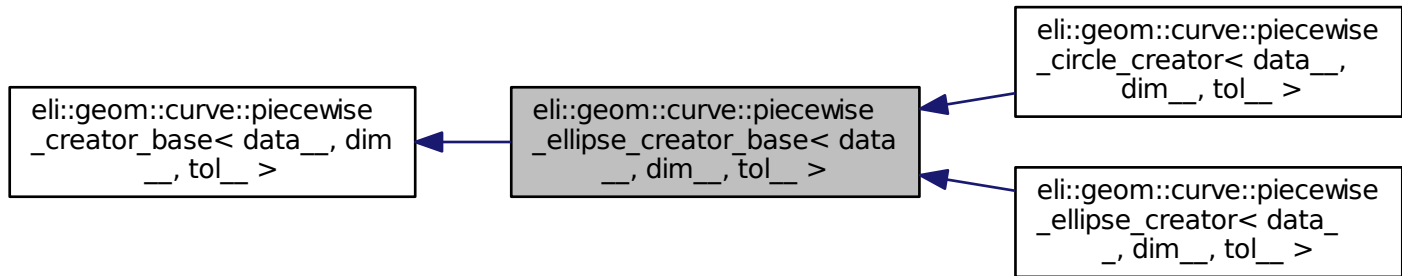 eli::geom::curve::piecewise
_creator_base< data__, dim
__, tol__ >
eli::geom::curve::piecewise
_ellipse_creator_base< data
__, dim__, tol__ >
eli::geom::curve::piecewise
_circle_creator< data__,
dim__, tol__ >
eli::geom::curve::piecewise
_ellipse_creator< data_
_, dim__, tol__ >